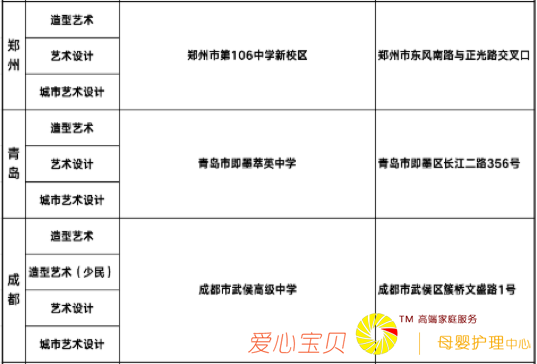 郑州
造型艺术
艺术设计
城市艺术设计
郑州市第106中学新校区
郑州市东风南路与正光路交叉口
青岛
造型艺术
艺术设计
城市艺术设计
青岛市即墨萃英中学
青岛市即墨区长江二路356号
成都
造型艺术
造型艺术（少民）
艺术设计
城市艺术设计
成都市武侯高级中学
成都市武侯区簇桥文盛路1号
爱心宝贝
TM 高端家庭服务
母婴护理中心